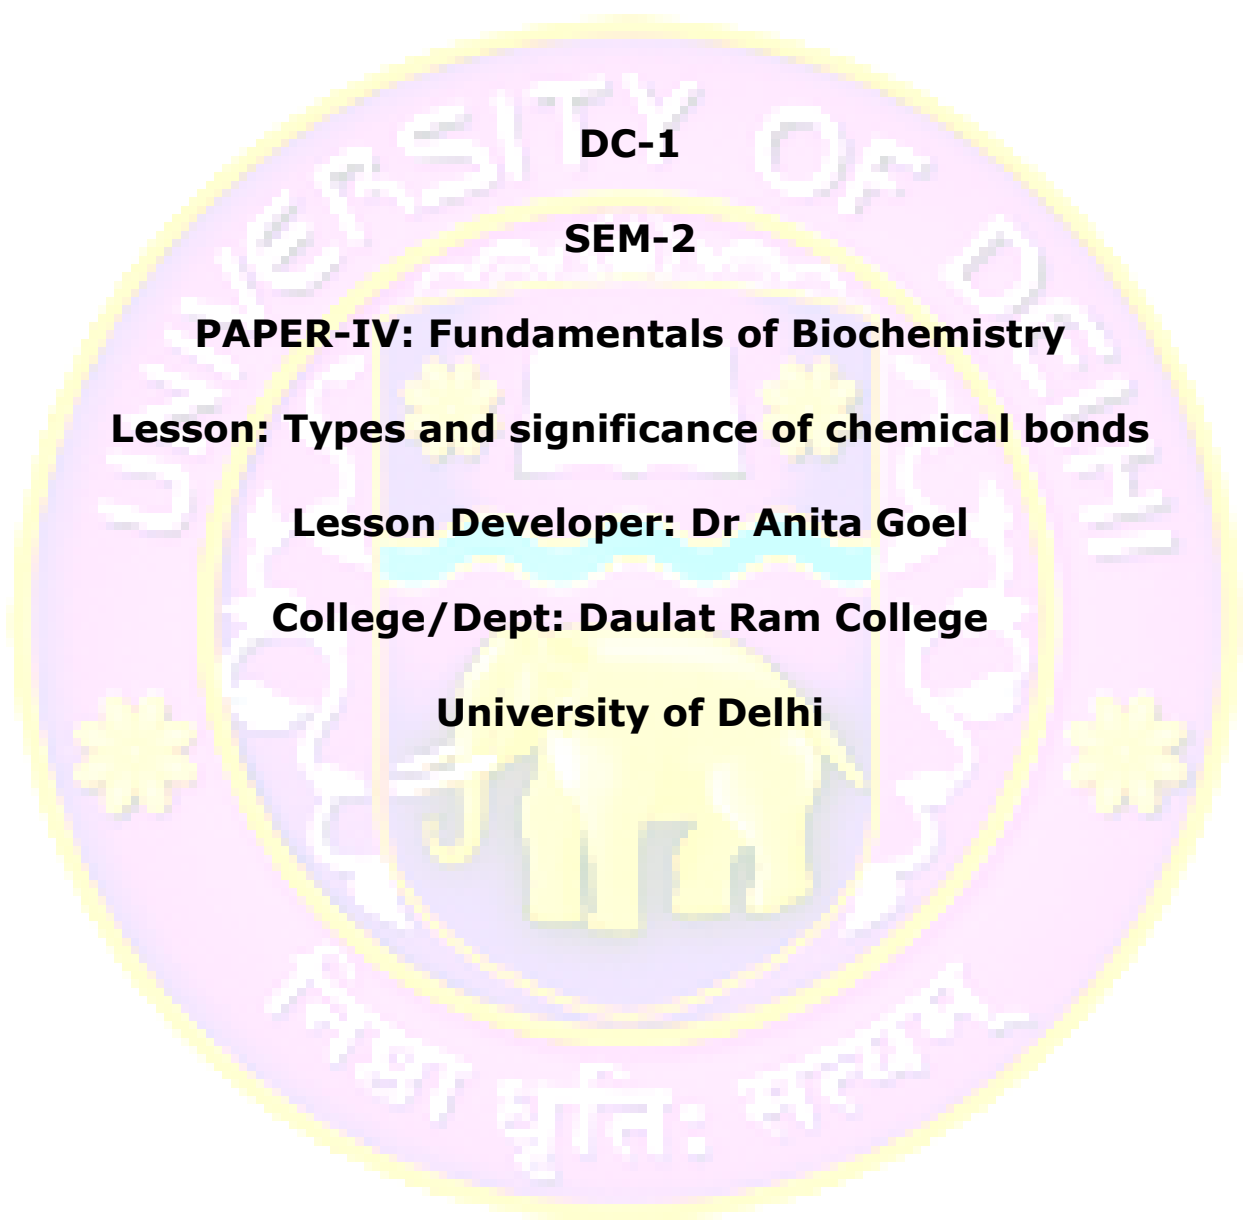 DC-1
SEM-2
PAPER-IV: Fundamentals of Biochemistry
Lesson: Types and significance of chemical bonds
Lesson Developer: Dr Anita Goel
College/Dept: Daulat Ram College
University of Delhi
UNIVERSITY OF DELHI
निष्ठा धृतिः सत्यम्